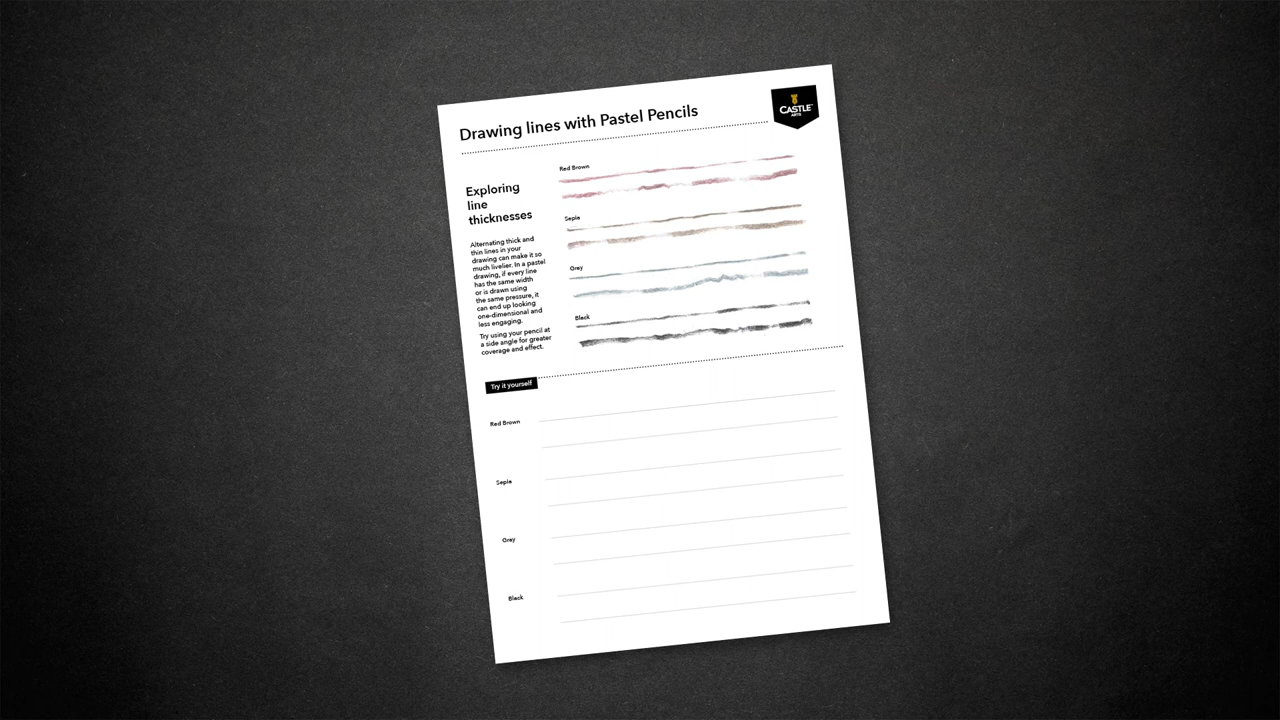 Drawing lines with Pastel Pencils
CASTLE
ARTS
Exploring
line
thicknesses
Alternating thick and
thin lines in your
drawing can make it so
much livelier. In a pastel
drawing, if every line
has the same width
or is drawn using
the same pressure, it
can end up looking
one-dimensional and
less engaging.
Try using your pencil at
a side angle for greater
coverage and effect.
Red Brown
Sepia
Grey
Black
Try it yourself
Red Brown
Sepia
Grey
Black